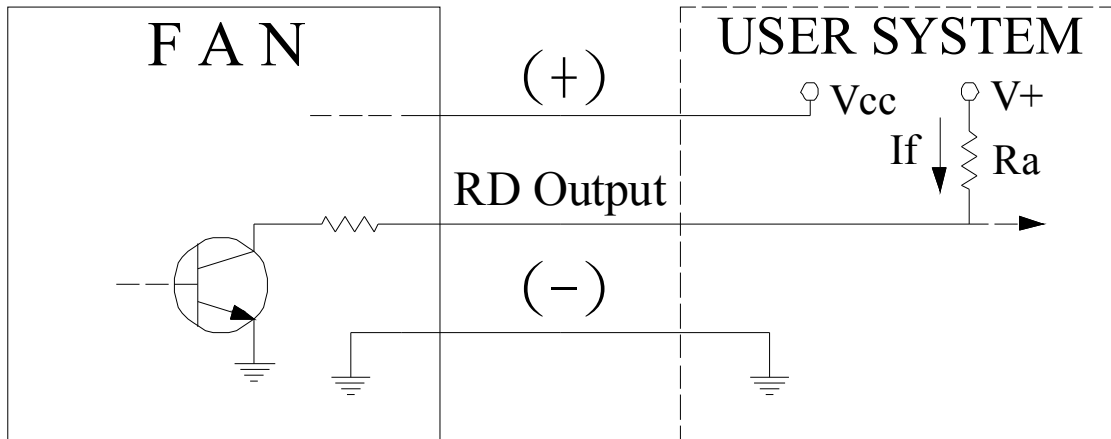 F A N
USER SYSTEM
(+)
Vcc
V+
If
Ra
RD Output
(-)